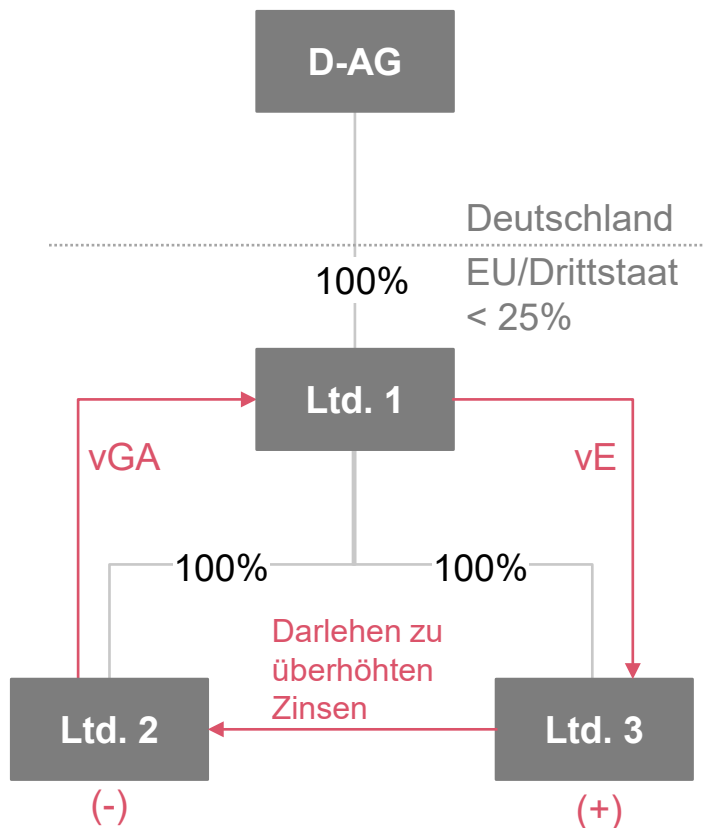 D-AG
Deutschland
100%
EU/Drittstaat
< 25%
Ltd. 1
vGA
vE
100%
100%
Darlehen zu
überhöhten
Zinsen
Ltd. 2
Ltd. 3
(-)
(+)